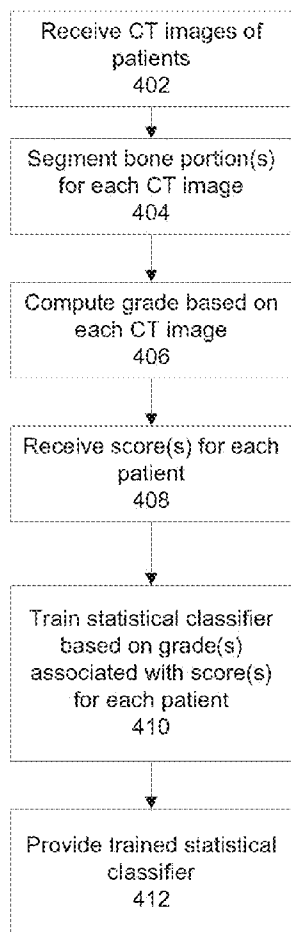 Receive CT images of
patients
402
Segment bone portion(s)
for each CT image
404
Compute grade based on
each CT image
406
Receive score(s) for each
patient
408
Train statistical classifier
based on grade(s)
associated with score(s)
for each patient
410
Provide trained statistical
classifier
412